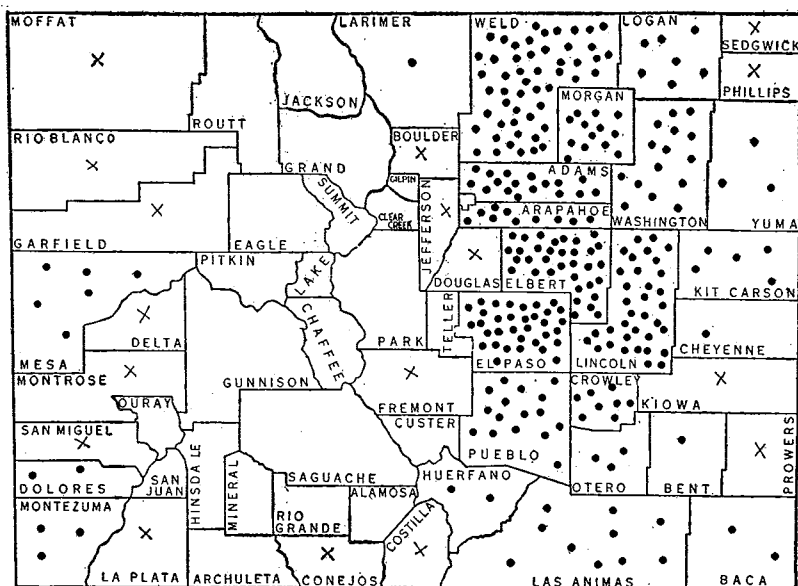 MOFFAT
LARIMER
WELD
LOGAN
SEDGWICK
PHILLIPS
JACKSON
MORGAN
ROUTT
RIO BLANCO
BOULDER
GRAND
GILPIN
ADAMS
SUMMIT
JEFFERSON
CLEAR CREEK
ARAPAHOE
WASHINGTON
YUMA
GARFIELD
EAGLE
PITKIN
LAKE
DOUGLAS
ELBERT
KIT CARSON
DELTA
CHAFFEE
PARK
TELLER
MESA
EL PASO
LINCOLN
CHEYENNE
MONTROSE
GUNNISON
CROWLEY
OURAY
FREMONT
KIOWA
SAN MIGUEL
CUSTER
PUEBLO
PROWERS
DOLORES
SAN JUAN
HINSDALE
MINERAL
SAGUACHE
HUERFANO
OTERO
BENT
MONTEZUMA
RIO GRANDE
ALAMOSA
COSTILLA
LA PLATA
ARCHULETA
CONEJOS
LAS ANIMAS
BACA